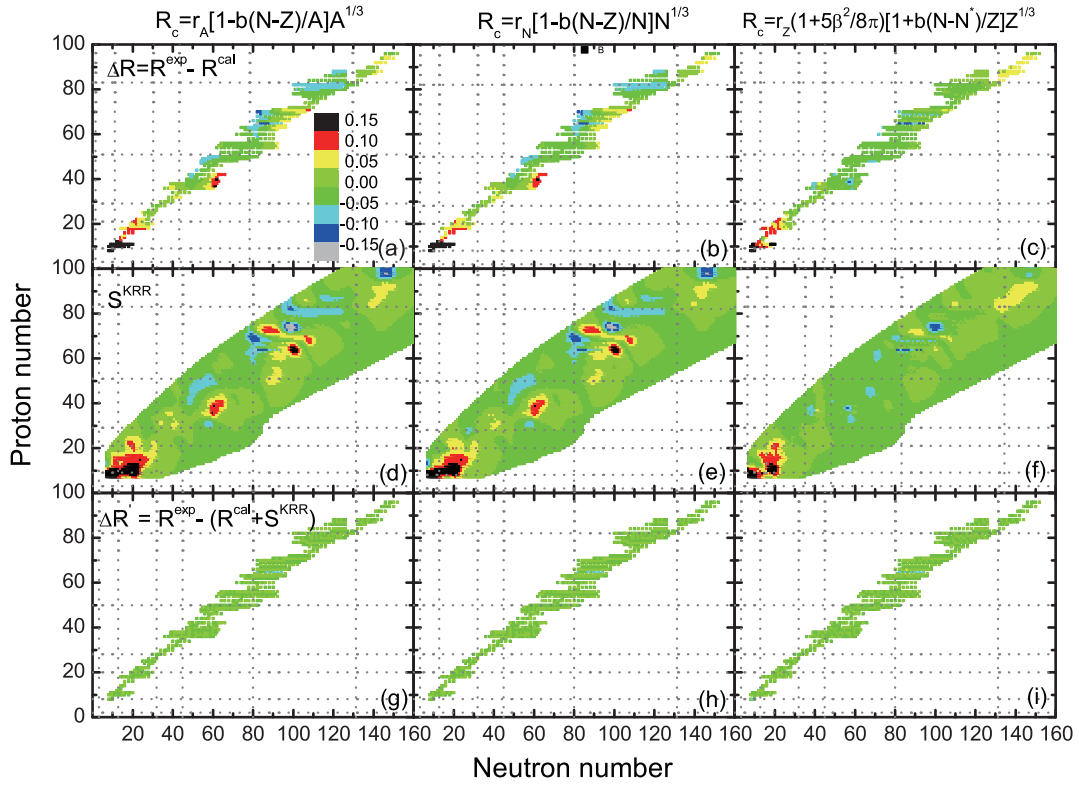 R_c=r_A[1-b(N-Z)/A]A^{1/3}
R_c=r_N[1-b(N-Z)/N]N^{1/3}
R_c=r_Z(1+5β²/8π)[1+b(N-N^*)/Z]Z^{1/3}
B
ΔR=R^{exp}- R^{cal}
0.15
0.10
0.05
0.00
-0.05
-0.10
-0.15
(a)
(b)
(c)
100
80
60
40
20
0
S^{KRR}
(d)
(e)
(f)
100
80
60
40
20
0
ΔR' = R^{exp}- (R^{cal}+S^{KRR})
(g)
(h)
(i)
100
80
60
40
20
0
Proton number
20 40 60 80 100 120 140 160
20 40 60 80 100 120 140 160
20 40 60 80 100 120 140 160
Neutron number